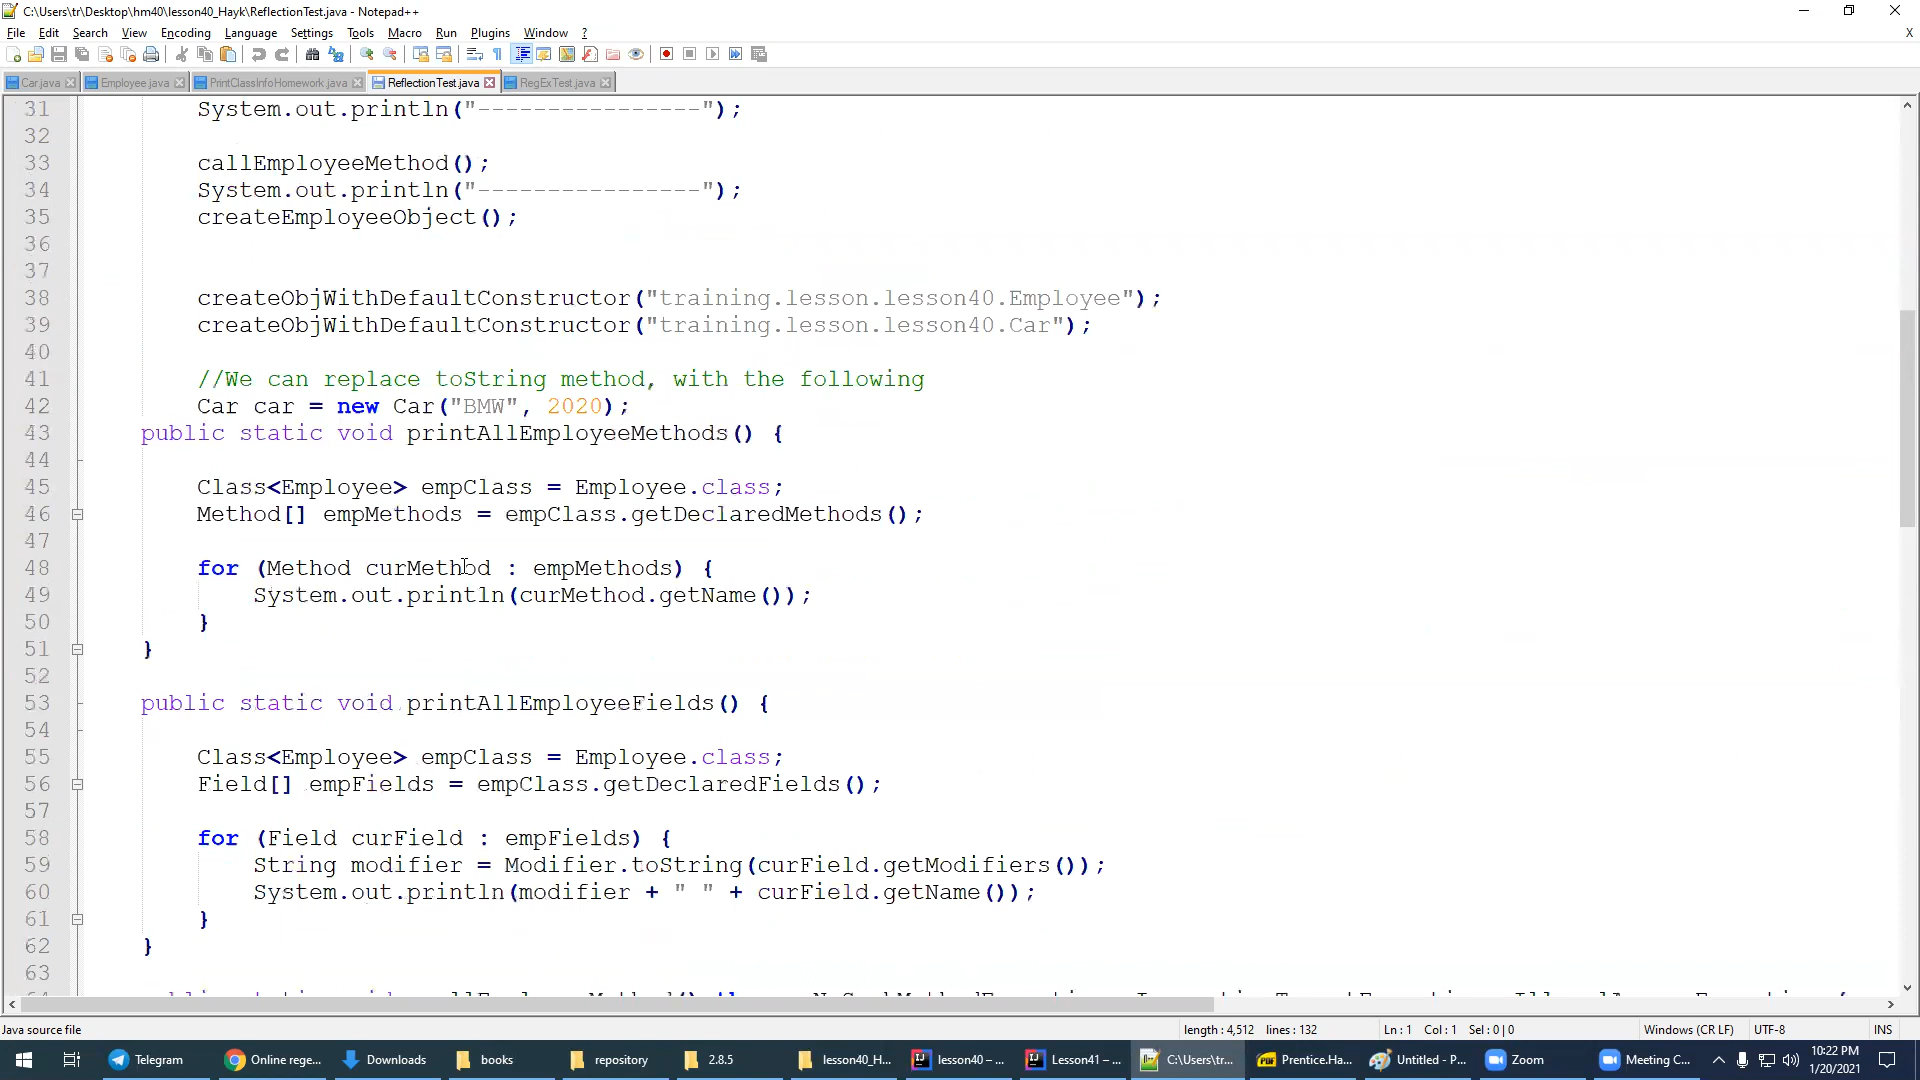 C:\Users\tr\Desktop\hm40\lesson40_Hayk\ReflectionTest.java - Notepad++
File Edit Search View Encoding Language Settings Tools Macro Run Plugins Window ? X
Car.java Employee.java PrintClassInfoHomework.java ReflectionTest.java RegExTest.java
31 System.out.println("----------------");
32
33 callEmployeeMethod();
34 System.out.println("----------------");
35 createEmployeeObject();
36
37
38 createObjWithDefaultConstructor("training.lesson.lesson40.Employee");
39 createObjWithDefaultConstructor("training.lesson.lesson40.Car");
40
41 //We can replace toString method, with the following
42 Car car = new Car("BMW", 2020);
43 public static void printAllEmployeeMethods() {
44
45 Class<Employee> empClass = Employee.class;
46 Method[] empMethods = empClass.getDeclaredMethods();
47
48 for (Method curMethod : empMethods) {
49 System.out.println(curMethod.getName());
50 }
51 }
52
53 public static void printAllEmployeeFields() {
54
55 Class<Employee> empClass = Employee.class;
56 Field[] empFields = empClass.getDeclaredFields();
57
58 for (Field curField : empFields) {
59 String modifier = Modifier.toString(curField.getModifiers());
60 System.out.println(modifier + " " + curField.getName());
61 }
62 }
63
Java source file length : 4,512 lines : 132 Ln : 1 Col : 1 Sel : 0 | 0 Windows (CR LF) UTF-8 INS
Telegram Online rege... Downloads books repository 2.8.5 lesson40_H... lesson40 – ... Lesson41 – ... C:\Users\tr... Prentice.Ha... Untitled - P... Zoom Meeting C... 10:22 PM
1/20/2021